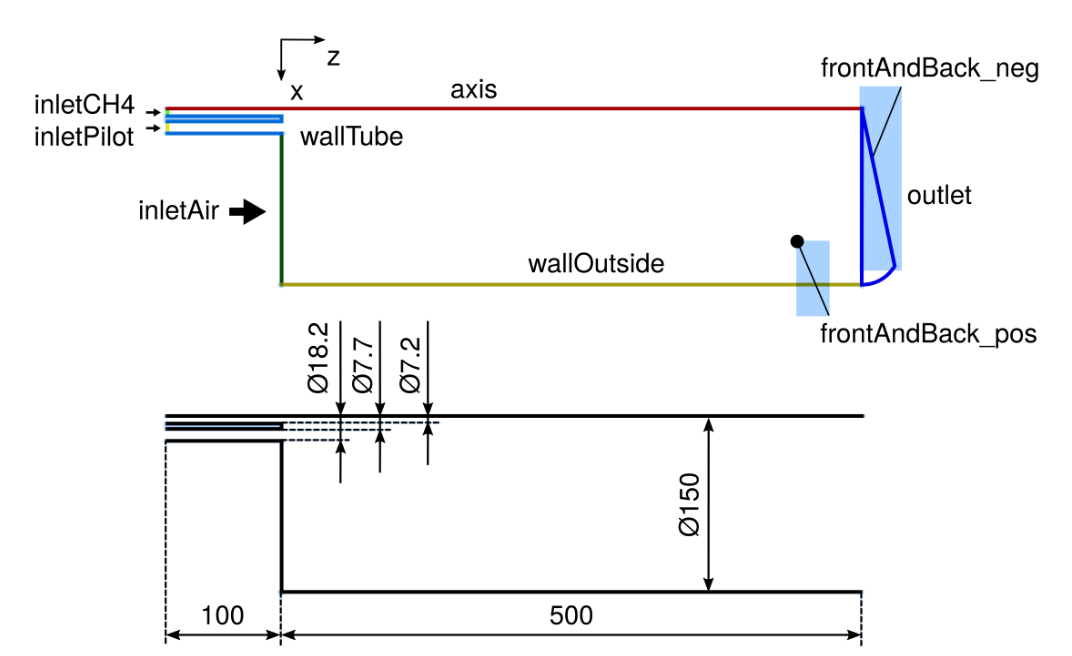 z
x
axis
frontAndBack_neg
inletCH4
inletPilot
wallTube
outlet
inletAir
wallOutside
frontAndBack_pos
Ø18.2
Ø7.7
Ø7.2
Ø150
100
500